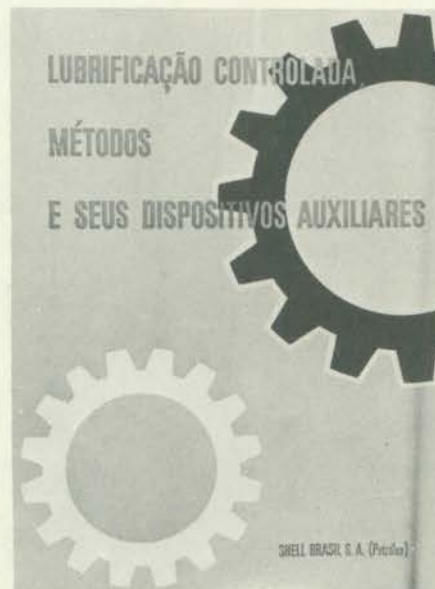 LUBRIFICAÇÃO CONTROLADA
MÉTODOS
E SEUS DISPOSITIVOS AUXILIARES
SHELL BRASIL S. A. (Petróleo)